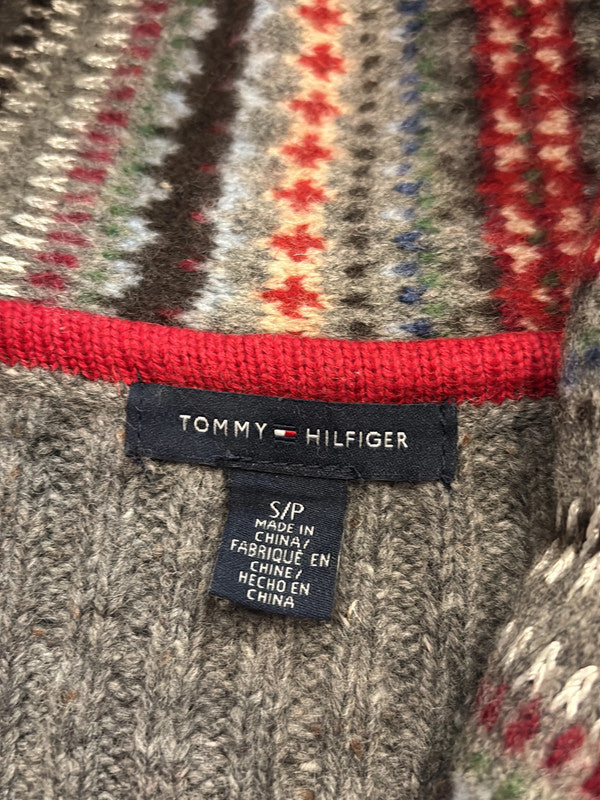 TOMMY HILFIGER
S/P
MADE IN
CHINA/
FABRIQUÉ EN
CHINE/
HECHO EN
CHINA